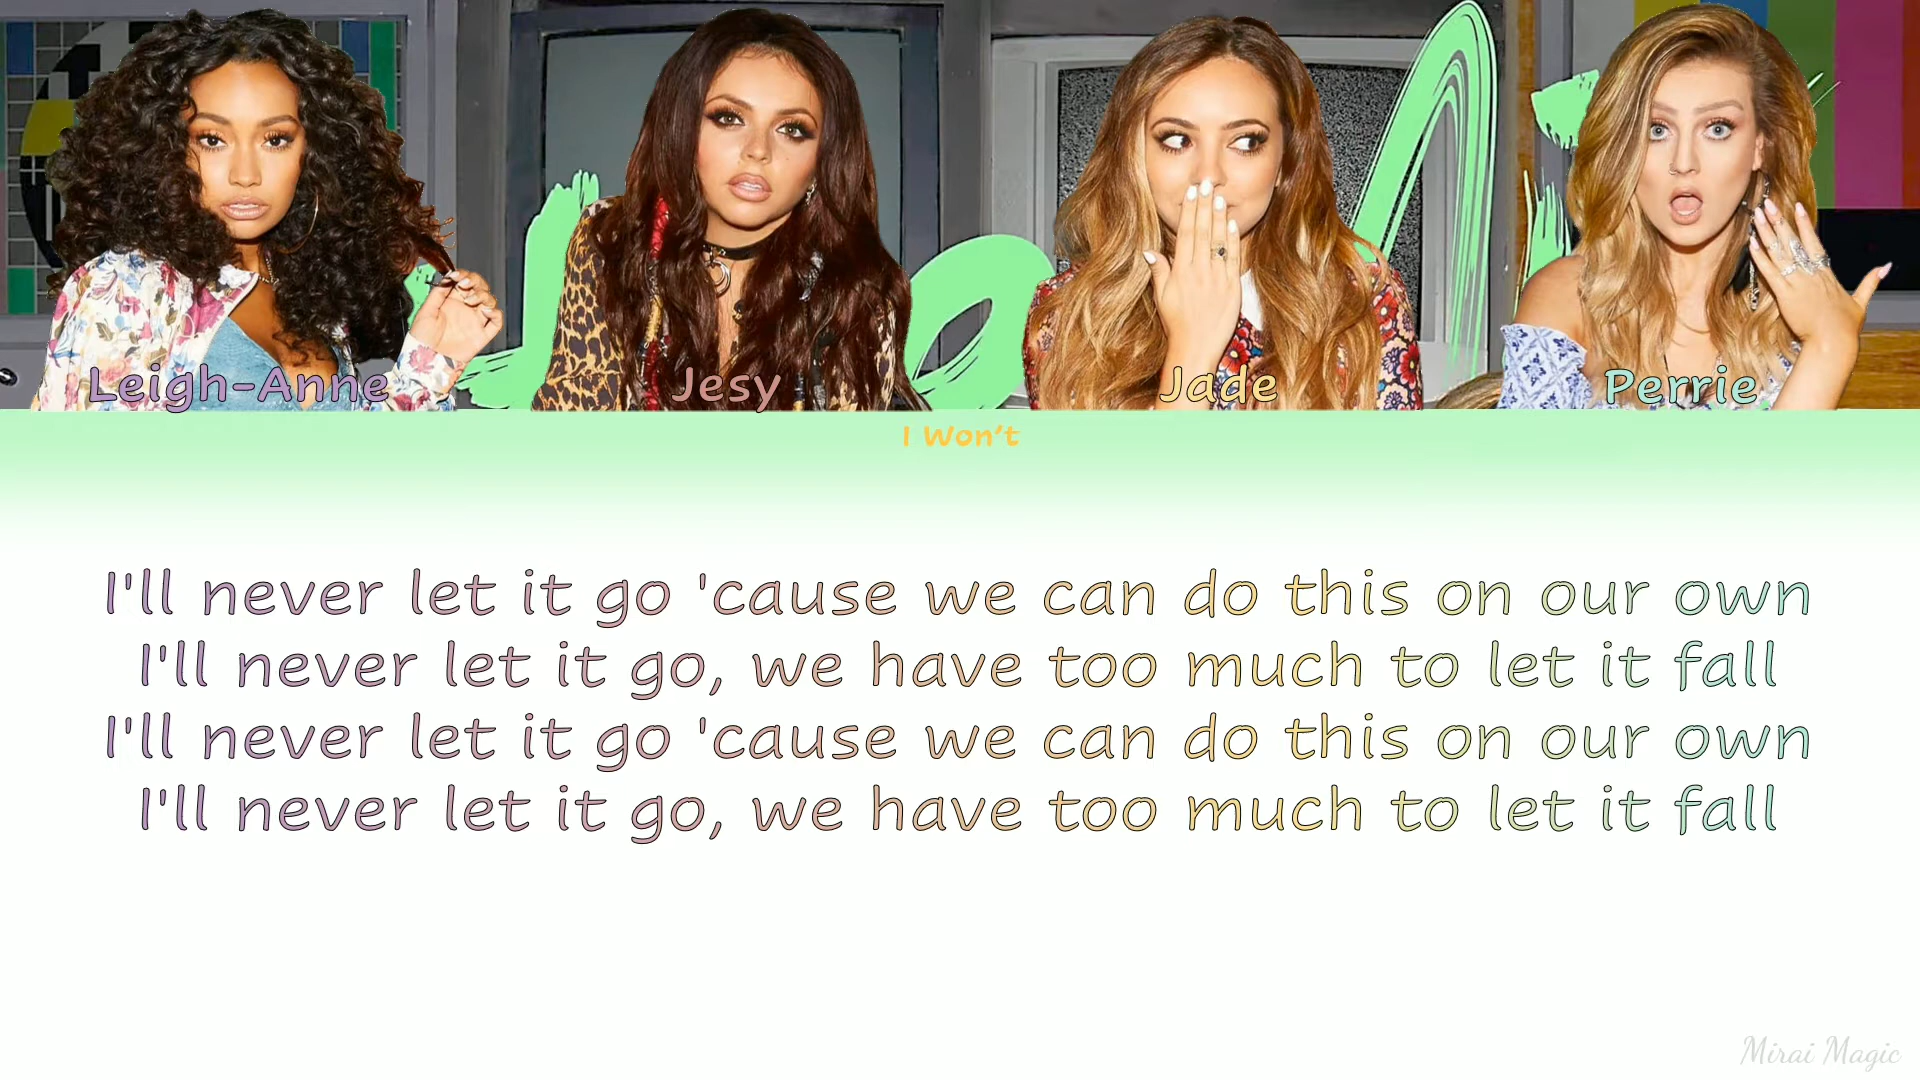 Leigh-Anne
Jesy
Jade
Perrie
I Won't
I'll never let it go 'cause we can do this on our own
I'll never let it go, we have too much to let it fall
I'll never let it go 'cause we can do this on our own
I'll never let it go, we have too much to let it fall
Mirai Magic